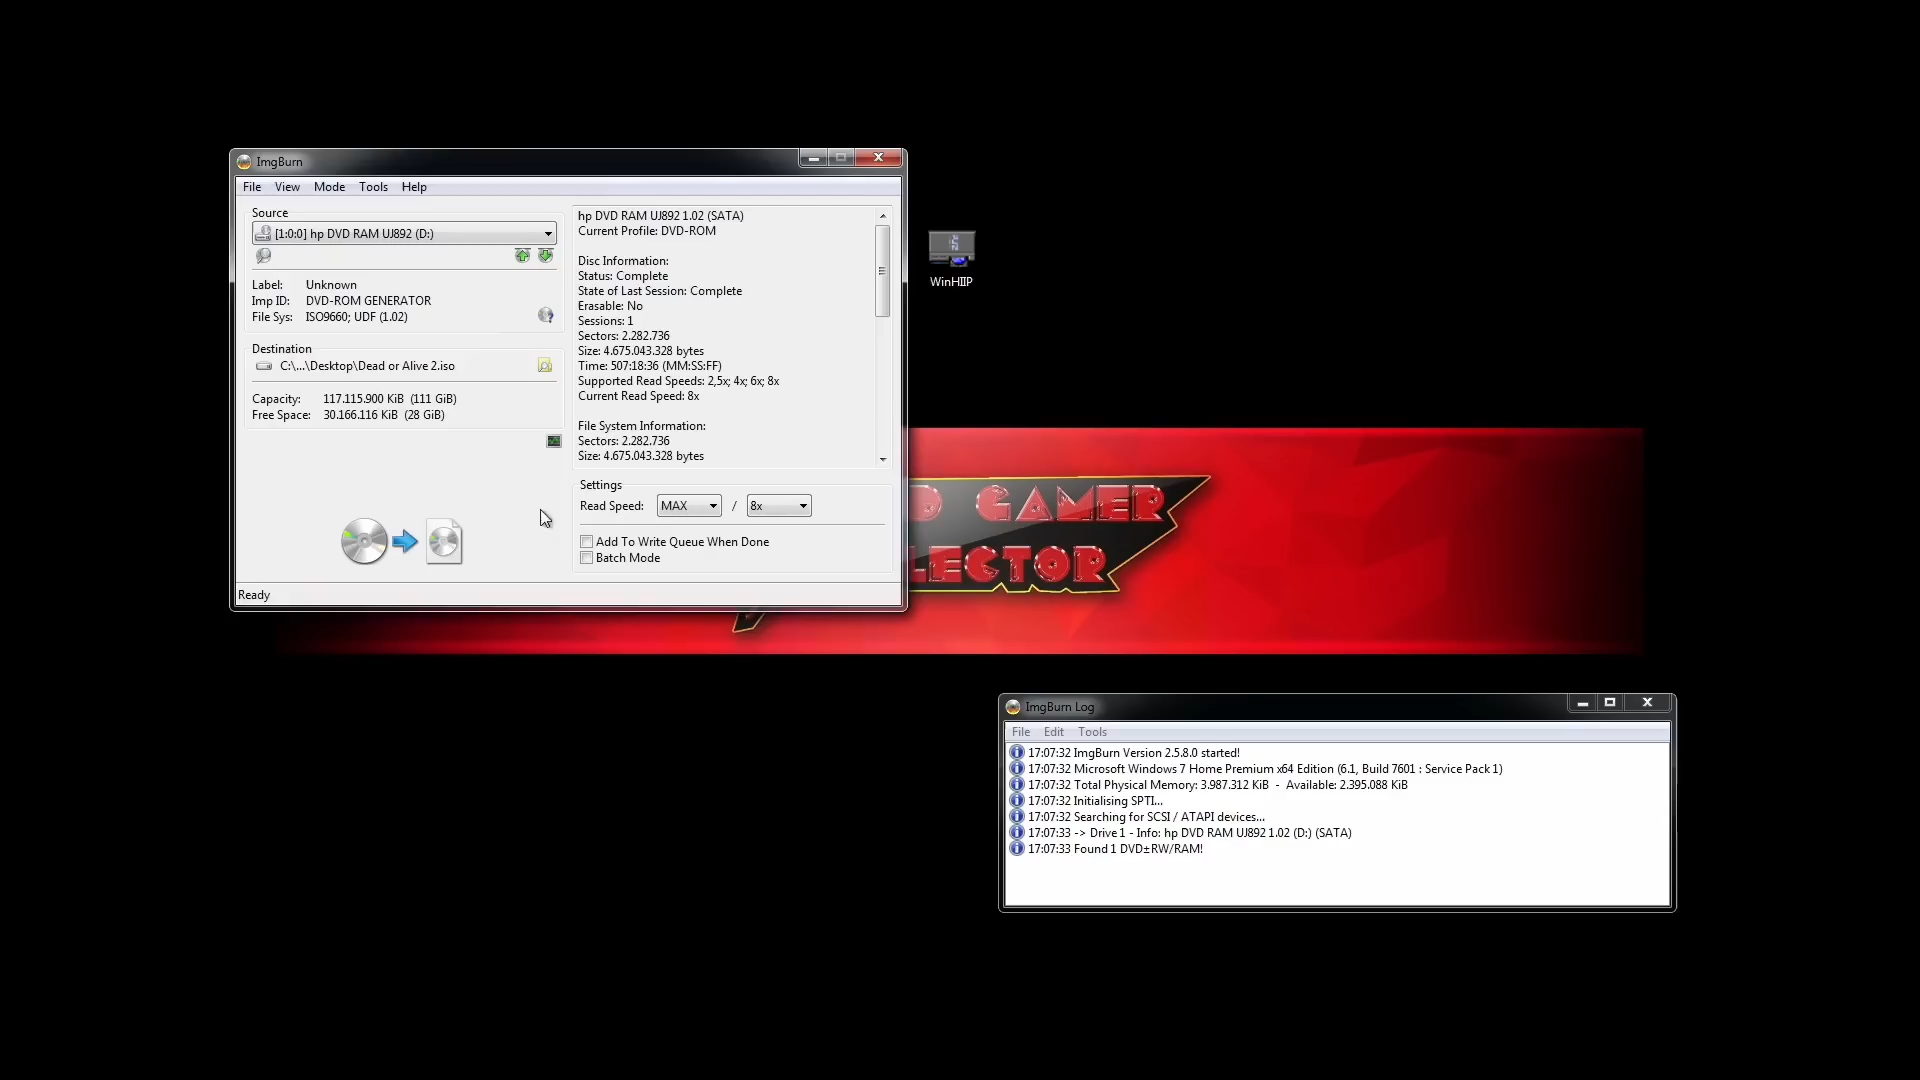 ImgBurn
File View Mode Tools Help
Source
[1:0:0] hp DVD RAM UJ892 (D:)
Label: Unknown
Imp ID: DVD-ROM GENERATOR
File Sys: ISO9660; UDF (1.02)
Destination
C:\...\Desktop\Dead or Alive 2.iso
Capacity: 117.115.900 KiB (111 GiB)
Free Space: 30.166.116 KiB (28 GiB)
hp DVD RAM UJ892 1.02 (SATA)
Current Profile: DVD-ROM
Disc Information:
Status: Complete
State of Last Session: Complete
Erasable: No
Sessions: 1
Sectors: 2.282.736
Size: 4.675.043.328 bytes
Time: 507:18:36 (MM:SS:FF)
Supported Read Speeds: 2,5x; 4x; 6x; 8x
Current Read Speed: 8x
File System Information:
Sectors: 2.282.736
Size: 4.675.043.328 bytes
Settings
Read Speed: MAX / 8x
Add To Write Queue When Done
Batch Mode
Ready
WinHIIP
D GAMER
LECTOR
ImgBurn Log
File Edit Tools
17:07:32 ImgBurn Version 2.5.8.0 started!
17:07:32 Microsoft Windows 7 Home Premium x64 Edition (6.1, Build 7601 : Service Pack 1)
17:07:32 Total Physical Memory: 3.987.312 KiB - Available: 2.395.088 KiB
17:07:32 Initialising SPTI...
17:07:32 Searching for SCSI / ATAPI devices...
17:07:33 -> Drive 1 - Info: hp DVD RAM UJ892 1.02 (D:) (SATA)
17:07:33 Found 1 DVD±RW/RAM!